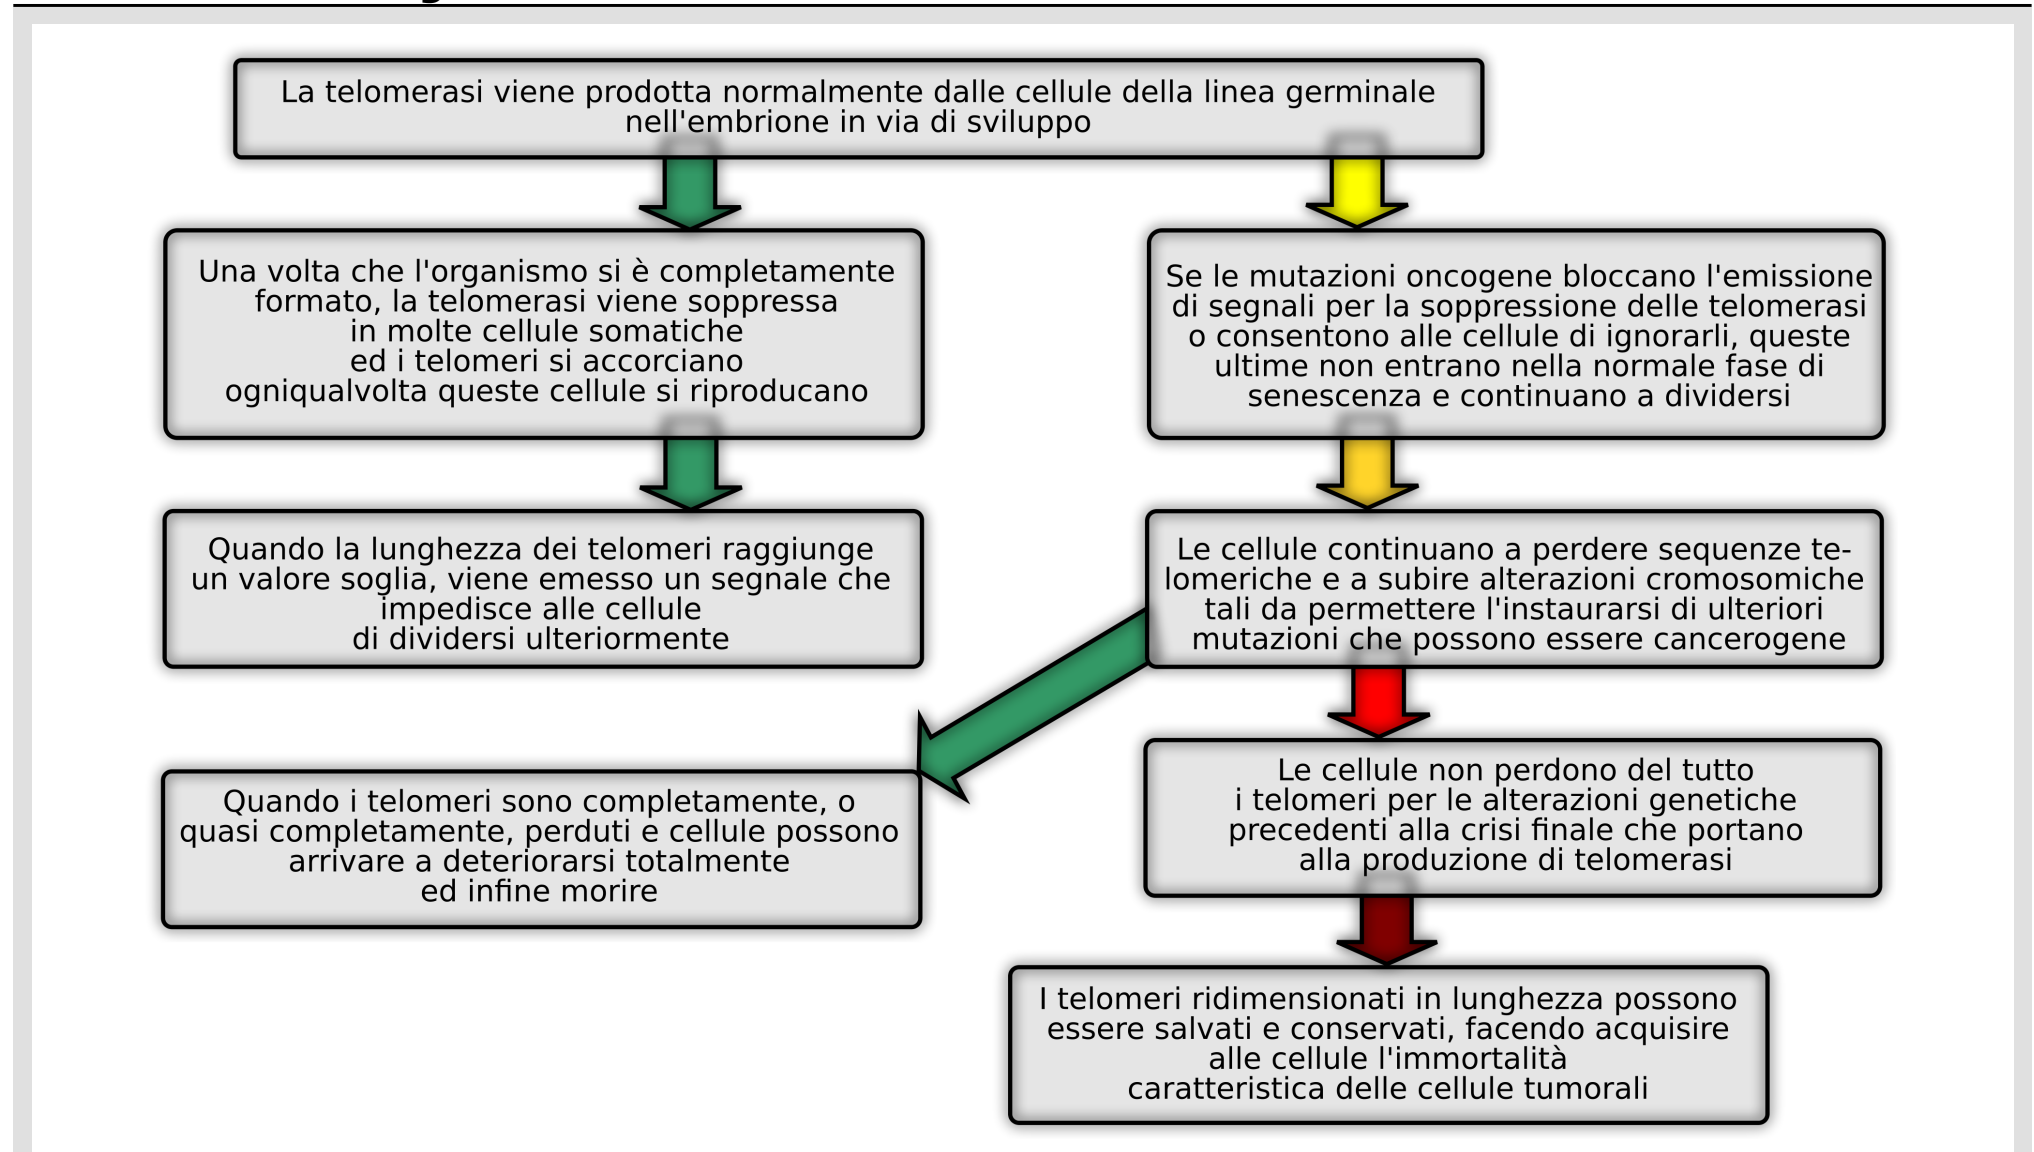 La telomerasi viene prodotta normalmente dalle cellule della linea germinale
nell'embrione in via di sviluppo
Una volta che l'organismo si è completamente
formato, la telomerasi viene soppressa
in molte cellule somatiche
ed i telomeri si accorciano
ogniqualvolta queste cellule si riproducano
Se le mutazioni oncogene bloccano l'emissione
di segnali per la soppressione delle telomerasi
o consentono alle cellule di ignorarli, queste
ultime non entrano nella normale fase di
senescenza e continuano a dividersi
Quando la lunghezza dei telomeri raggiunge
un valore soglia, viene emesso un segnale che
impedisce alle cellule
di dividersi ulteriormente
Le cellule continuano a perdere sequenze te-
lomeriche e a subire alterazioni cromosomiche
tali da permettere l'instaurarsi di ulteriori
mutazioni che possono essere cancerogene
Quando i telomeri sono completamente, o
quasi completamente, perduti e cellule possono
arrivare a deteriorarsi totalmente
ed infine morire
Le cellule non perdono del tutto
i telomeri per le alterazioni genetiche
precedenti alla crisi finale che portano
alla produzione di telomerasi
I telomeri ridimensionati in lunghezza possono
essere salvati e conservati, facendo acquisire
alle cellule l'immortalità
caratteristica delle cellule tumorali